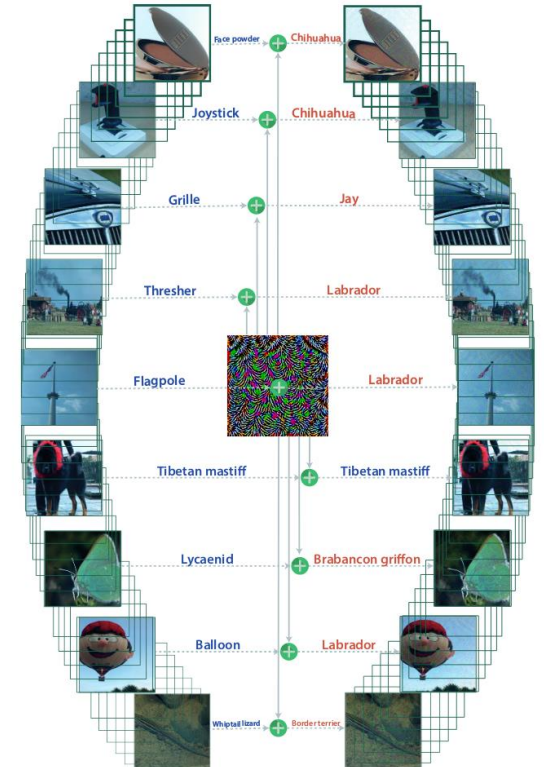 Face powder Chihuahua
Joystick Chihuahua
Grille Jay
Thresher Labrador
Flagpole Labrador
Tibetan mastiff Tibetan mastiff
Lycaenid Brabancon griffon
Balloon Labrador
Whiptail lizard Border terrier